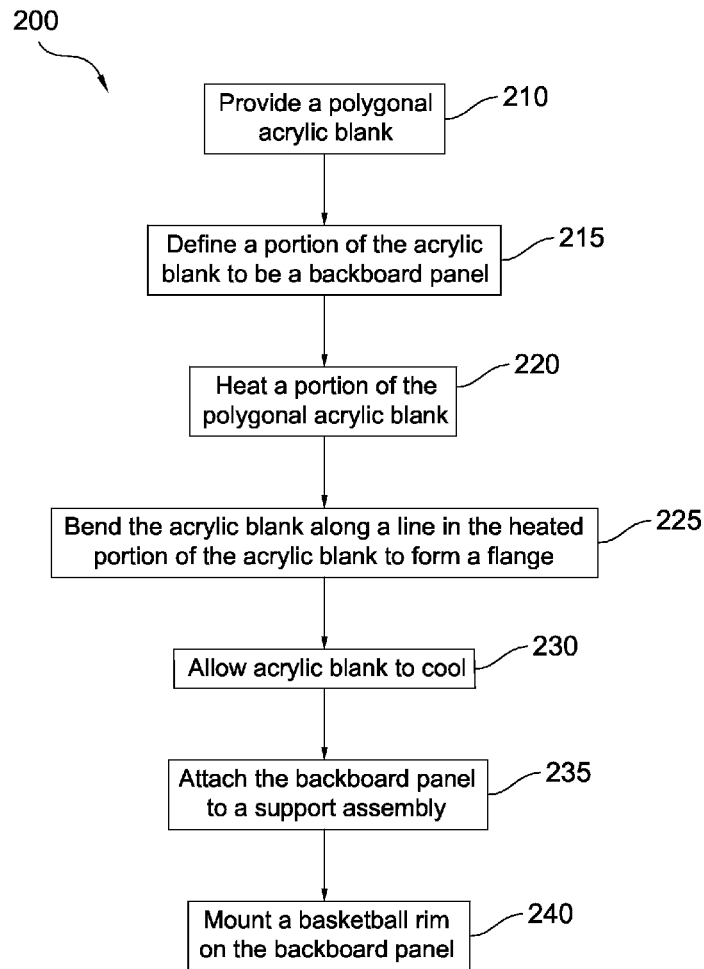 200
Provide a polygonal
acrylic blank
210
Define a portion of the acrylic
blank to be a backboard panel
215
Heat a portion of the
polygonal acrylic blank
220
Bend the acrylic blank along a line in the heated
portion of the acrylic blank to form a flange
225
Allow acrylic blank to cool
230
Attach the backboard panel
to a support assembly
235
Mount a basketball rim
on the backboard panel
240